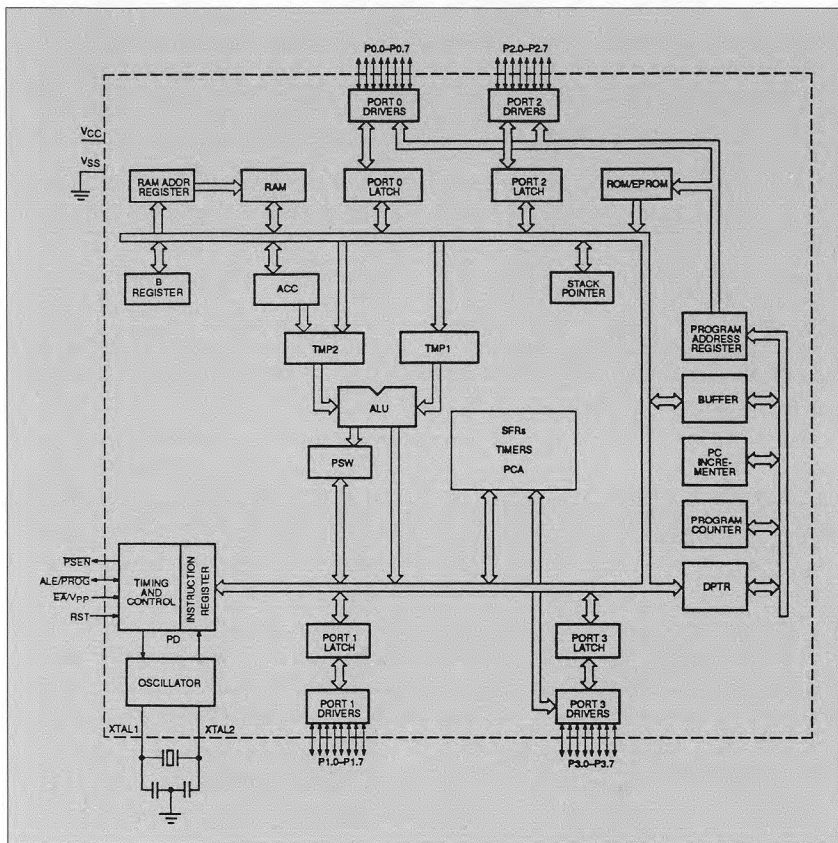 P0.0–P0.7
P2.0–P2.7
PORT 0
DRIVERS
PORT 2
DRIVERS
VCC
VSS
RAM ADDR
REGISTER
RAM
PORT 0
LATCH
PORT 2
LATCH
ROM/EPROM
B
REGISTER
ACC
STACK
POINTER
TMP2
TMP1
PROGRAM
ADDRESS
REGISTER
ALU
BUFFER
SFRs
TIMERS
PCA
PSW
PC
INCRE-
MENTER
PROGRAM
COUNTER
PSEN
ALE/PROG
EA/VPP
RST
TIMING
AND
CONTROL
INSTRUCTION
REGISTER
DPTR
PD
PORT 1
LATCH
PORT 3
LATCH
OSCILLATOR
PORT 1
DRIVERS
PORT 3
DRIVERS
XTAL1
XTAL2
P1.0–P1.7
P3.0–P3.7